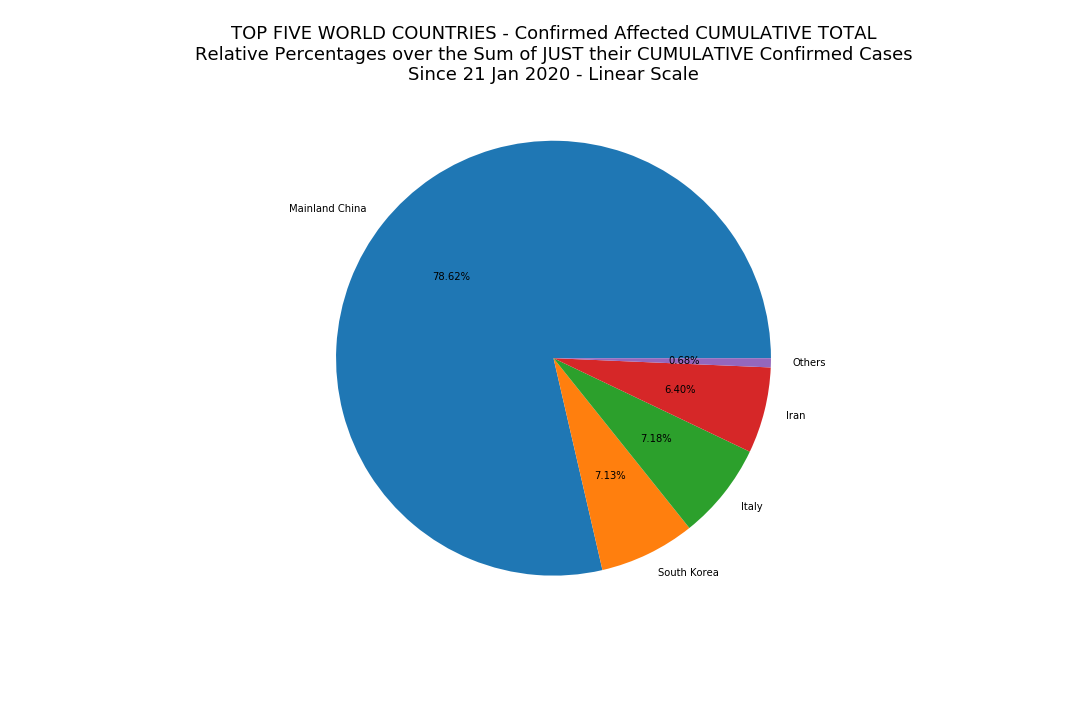 TOP FIVE WORLD COUNTRIES - Confirmed Affected CUMULATIVE TOTAL
Relative Percentages over the Sum of JUST their CUMULATIVE Confirmed Cases
Since 21 Jan 2020 - Linear Scale
Mainland China
78.62%
0.68%
Others
6.40%
Iran
7.18%
7.13%
Italy
South Korea